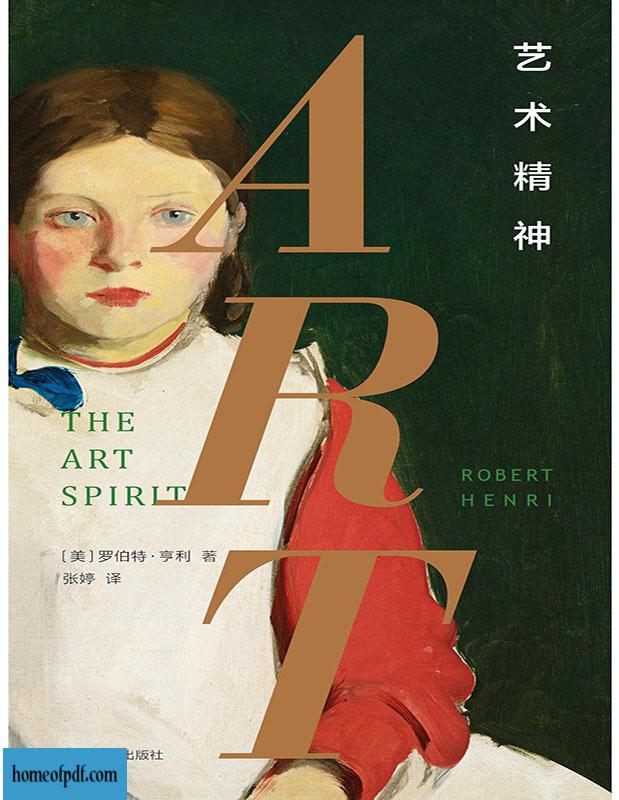 ART
艺术精神
THE
ART
SPIRIT
ROBERT
HENRI
[美]罗伯特·亨利 著
张婷 译
出版社
homeofpdf.com